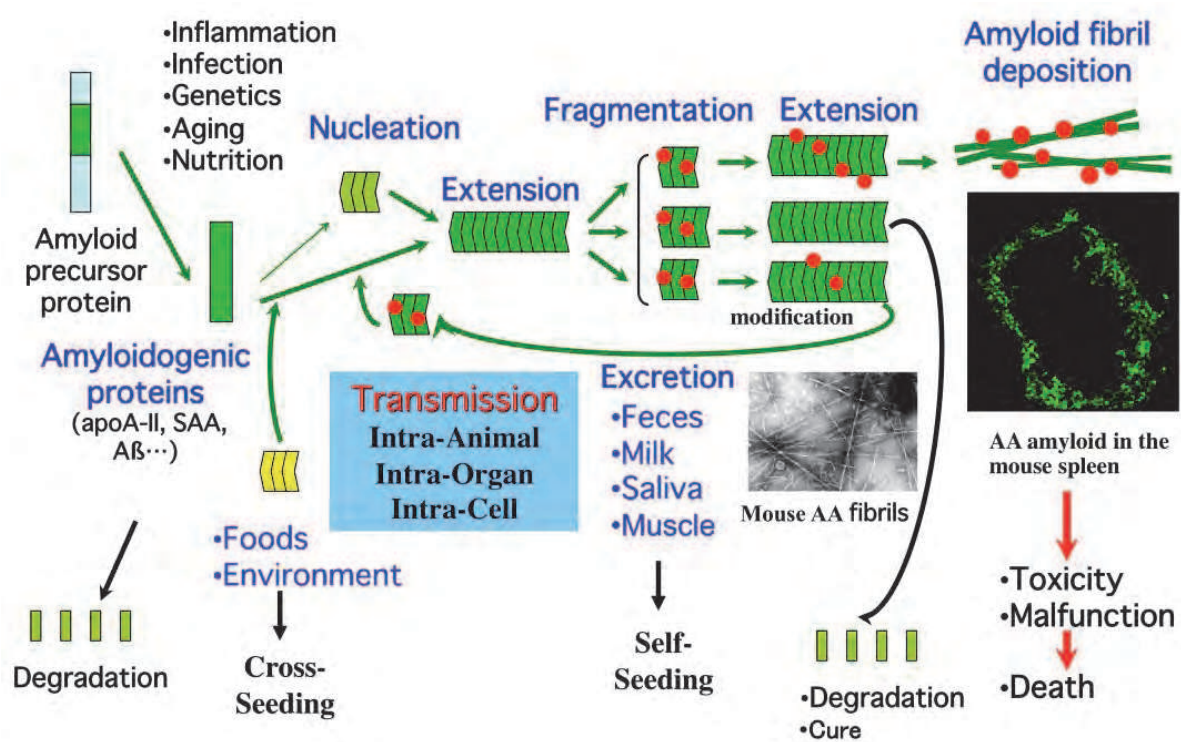 •Inflammation
•Infection
•Genetics
•Aging
•Nutrition
Amyloid
precursor
protein
Nucleation
Extension
Fragmentation
Extension
Amyloid fibril
deposition
modification
Amyloidogenic
proteins
(apoA-II, SAA,
Aß···)
Transmission
Intra-Animal
Intra-Organ
Intra-Cell
Excretion
•Feces
•Milk
•Saliva
•Muscle
Mouse AA fibrils
AA amyloid in the
mouse spleen
•Foods
•Environment
Degradation
Cross-
Seeding
Self-
Seeding
•Degradation
•Cure
•Toxicity
•Malfunction
•Death